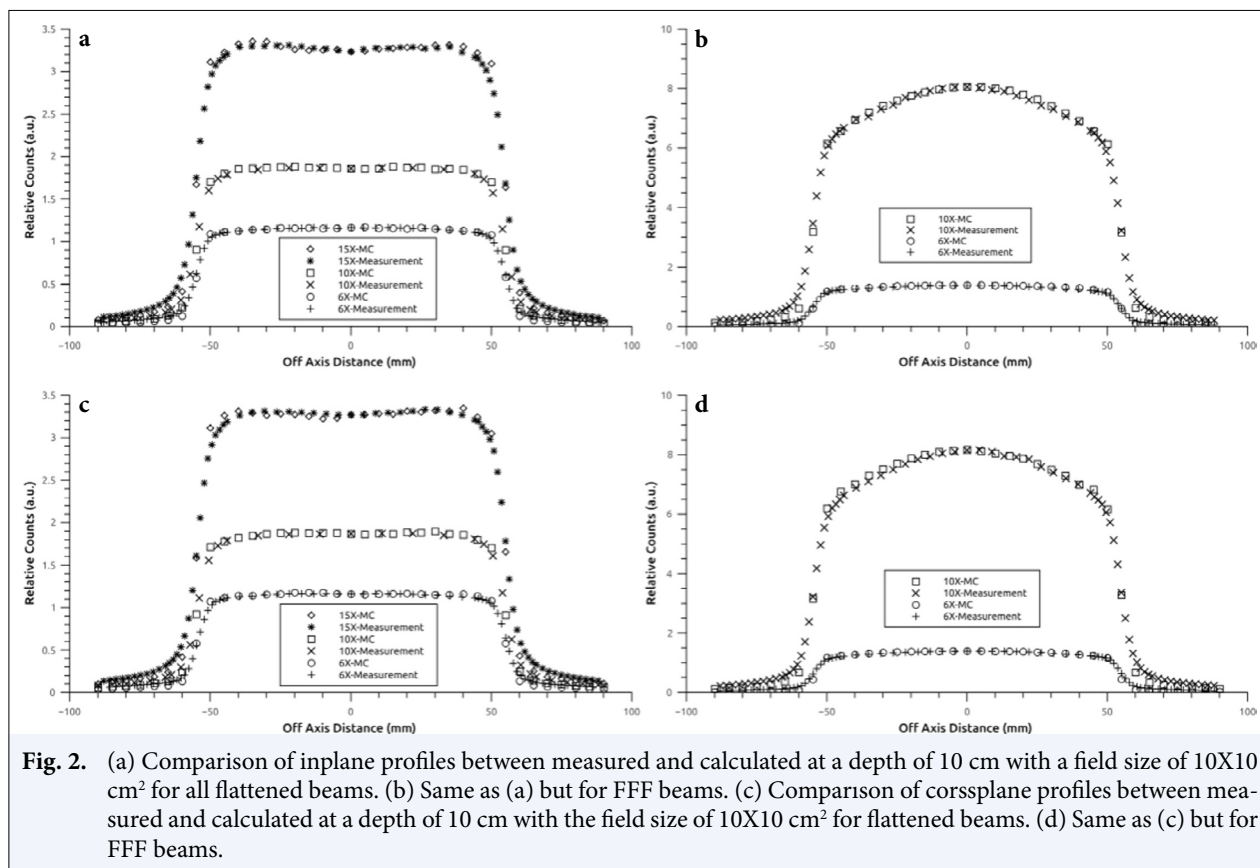 a
3.5
3
2.5
2
1.5
1
0.5
0
Relative Counts (a.u.)
15X-MC
15X-Measurement
10X-MC
10X-Measurement
6X-MC
6X-Measurement
−100
−50
0
50
100
Off Axis Distance (mm)
b
10
8
6
4
2
0
Relative Counts (a.u.)
10X-MC
10X-Measurement
6X-MC
6X-Measurement
−100
−50
0
50
100
Off Axis Distance (mm)
c
3.5
3
2.5
2
1.5
1
0.5
0
Relative Counts (a.u.)
15X-MC
15X-Measurement
10X-MC
10X-Measurement
6X-MC
6X-Measurement
−100
−50
0
50
100
Off Axis Distance (mm)
d
10
8
6
4
2
0
Relative Counts (a.u.)
10X-MC
10X-Measurement
6X-MC
6X-Measurement
−100
−50
0
50
100
Off Axis Distance (mm)
Fig. 2. (a) Comparison of inplane profiles between measured and calculated at a depth of 10 cm with a field size of 10X10
cm² for all flattened beams. (b) Same as (a) but for FFF beams. (c) Comparison of corssplane profiles between mea-
sured and calculated at a depth of 10 cm with the field size of 10X10 cm² for flattened beams. (d) Same as (c) but for
FFF beams.